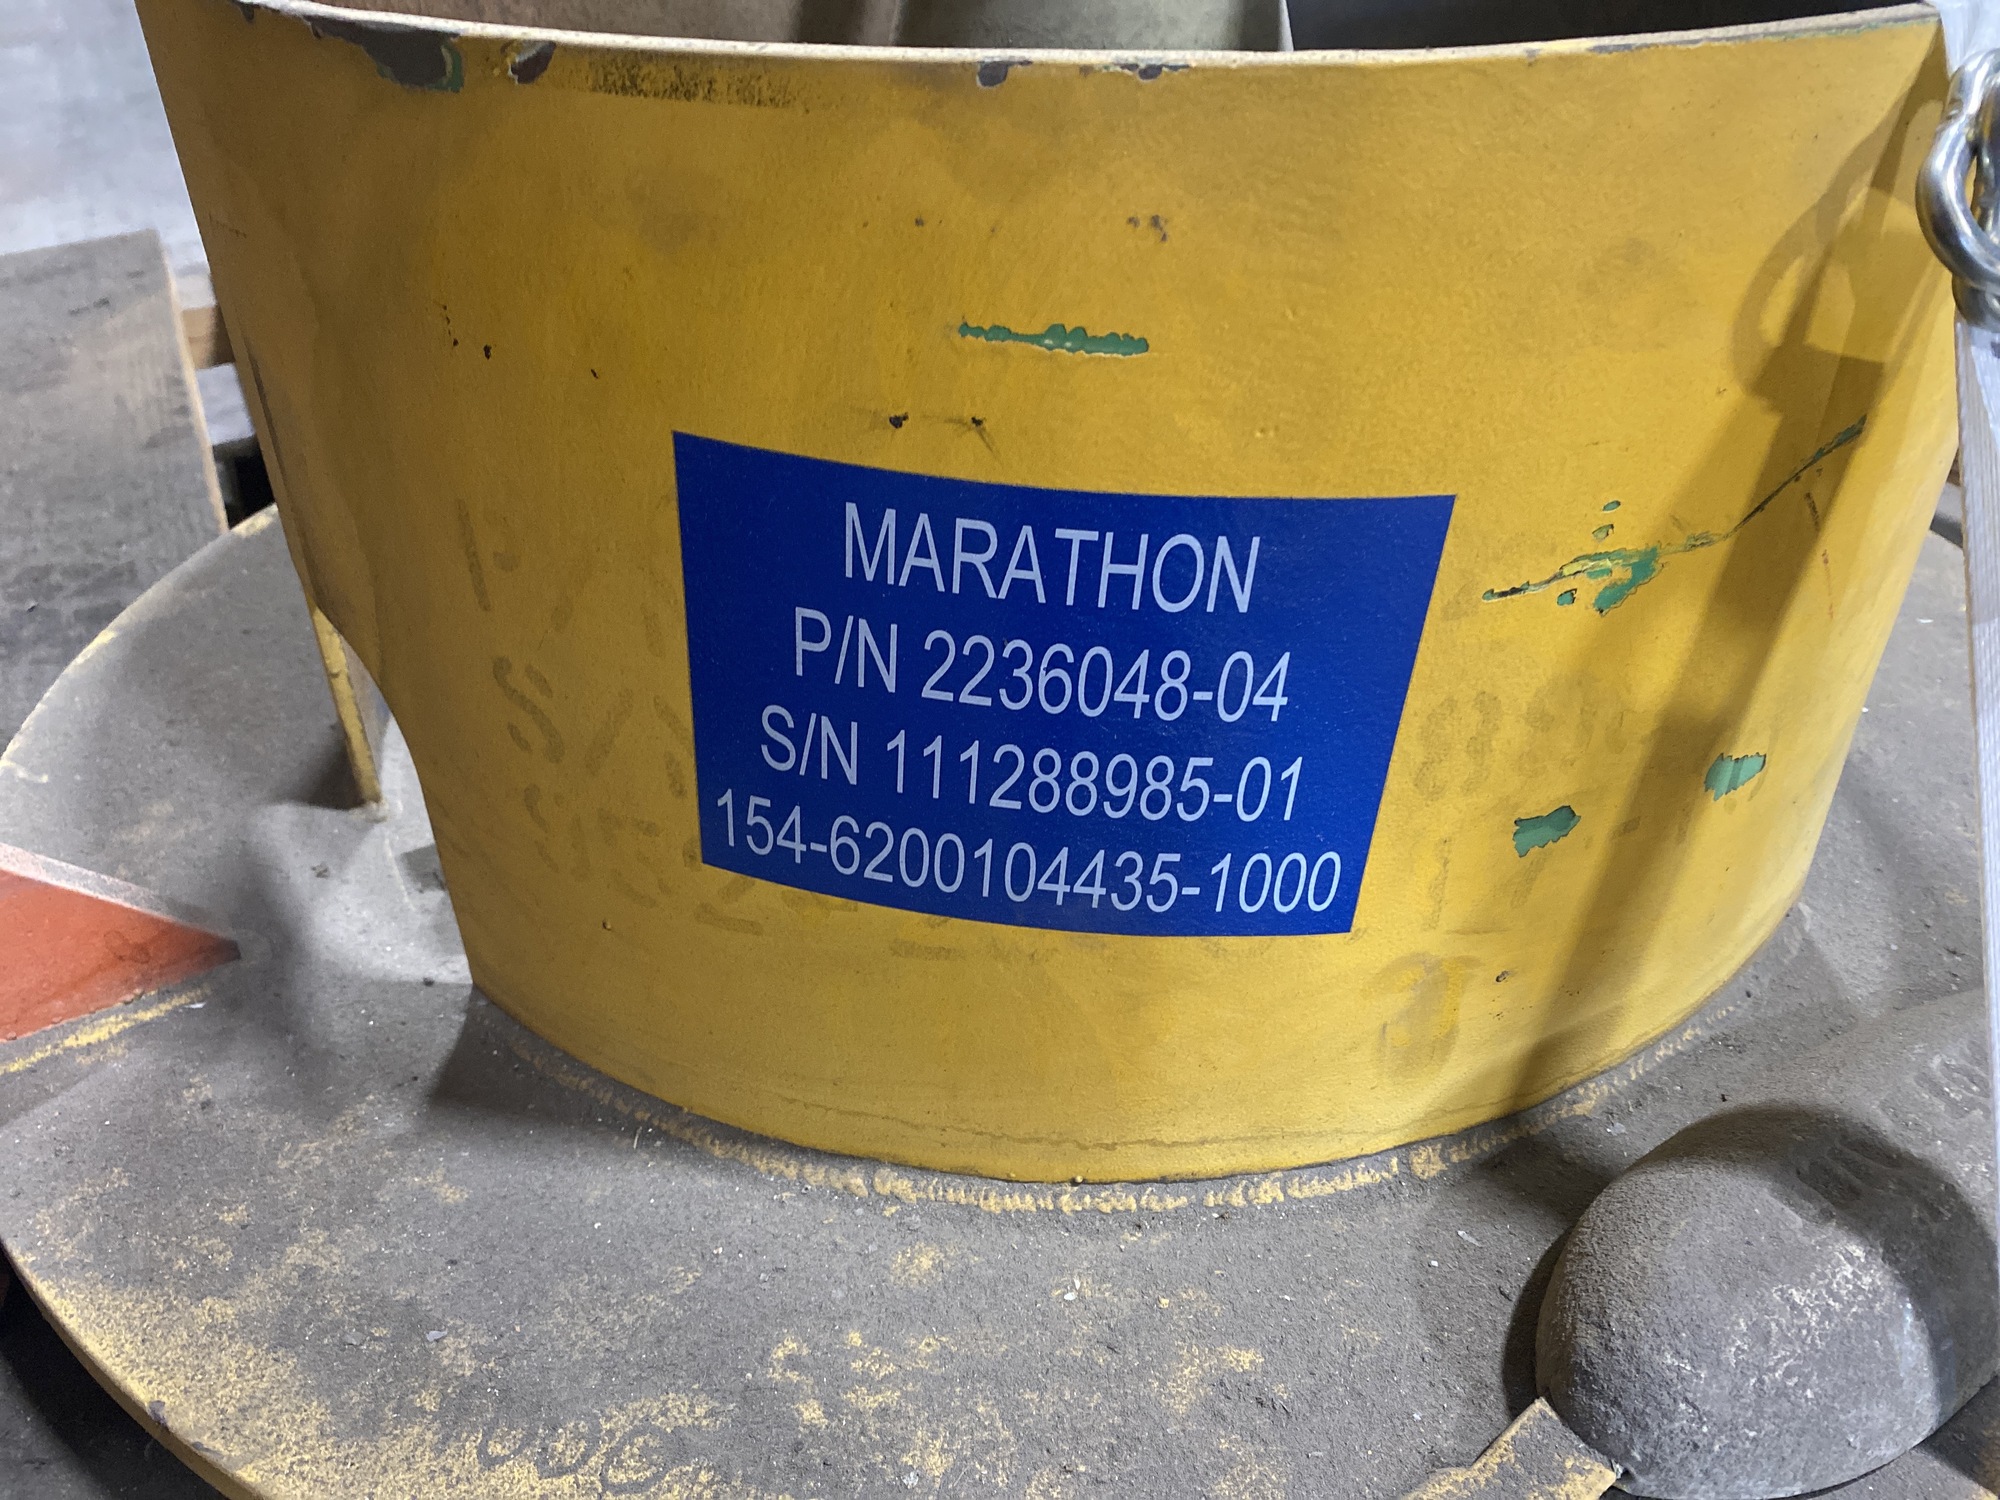 MARATHON
P/N 2236048-04
S/N 111288985-01
154-6200104435-1000